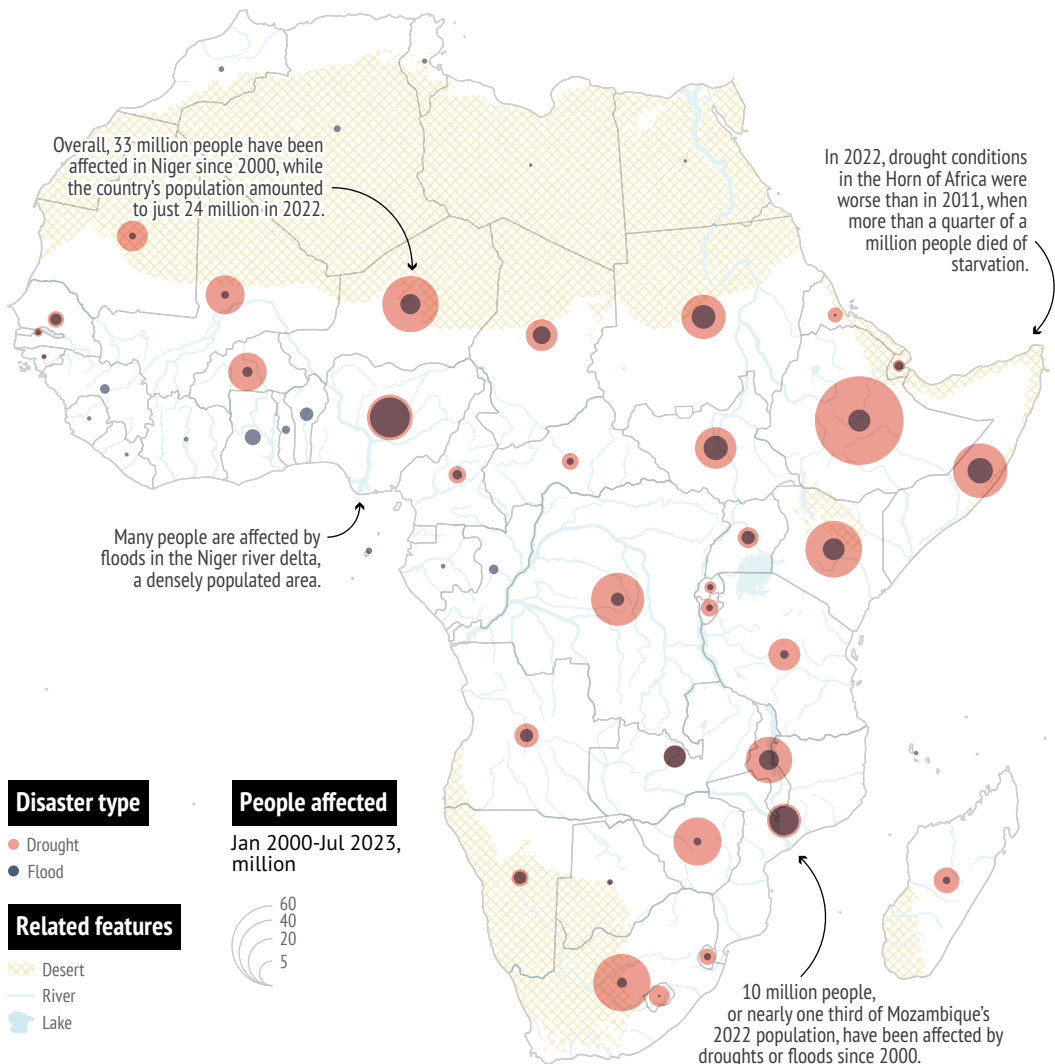 Overall, 33 million people have been
affected in Niger since 2000, while
the country's population amounted
to just 24 million in 2022.
In 2022, drought conditions
in the Horn of Africa were
worse than in 2011, when
more than a quarter of a
million people died of
starvation.
Many people are affected by
floods in the Niger river delta,
a densely populated area.
Disaster type
Drought
Flood
Related features
Desert
River
Lake
People affected
Jan 2000-Jul 2023,
million
60
40
20
5
10 million people,
or nearly one third of Mozambique's
2022 population, have been affected by
droughts or floods since 2000.